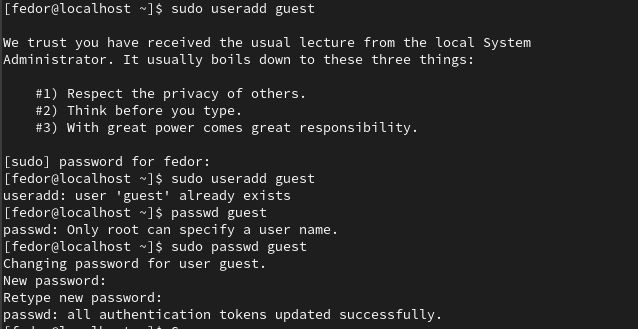 [fedor@localhost ~]$ sudo useradd guest
We trust you have received the usual lecture from the local System
Administrator. It usually boils down to these three things:
#1) Respect the privacy of others.
#2) Think before you type.
#3) With great power comes great responsibility.
[sudo] password for fedor:
[fedor@localhost ~]$ sudo useradd guest
useradd: user 'guest' already exists
[fedor@localhost ~]$ passwd guest
passwd: Only root can specify a user name.
[fedor@localhost ~]$ sudo passwd guest
Changing password for user guest.
New password:
Retype new password:
passwd: all authentication tokens updated successfully.